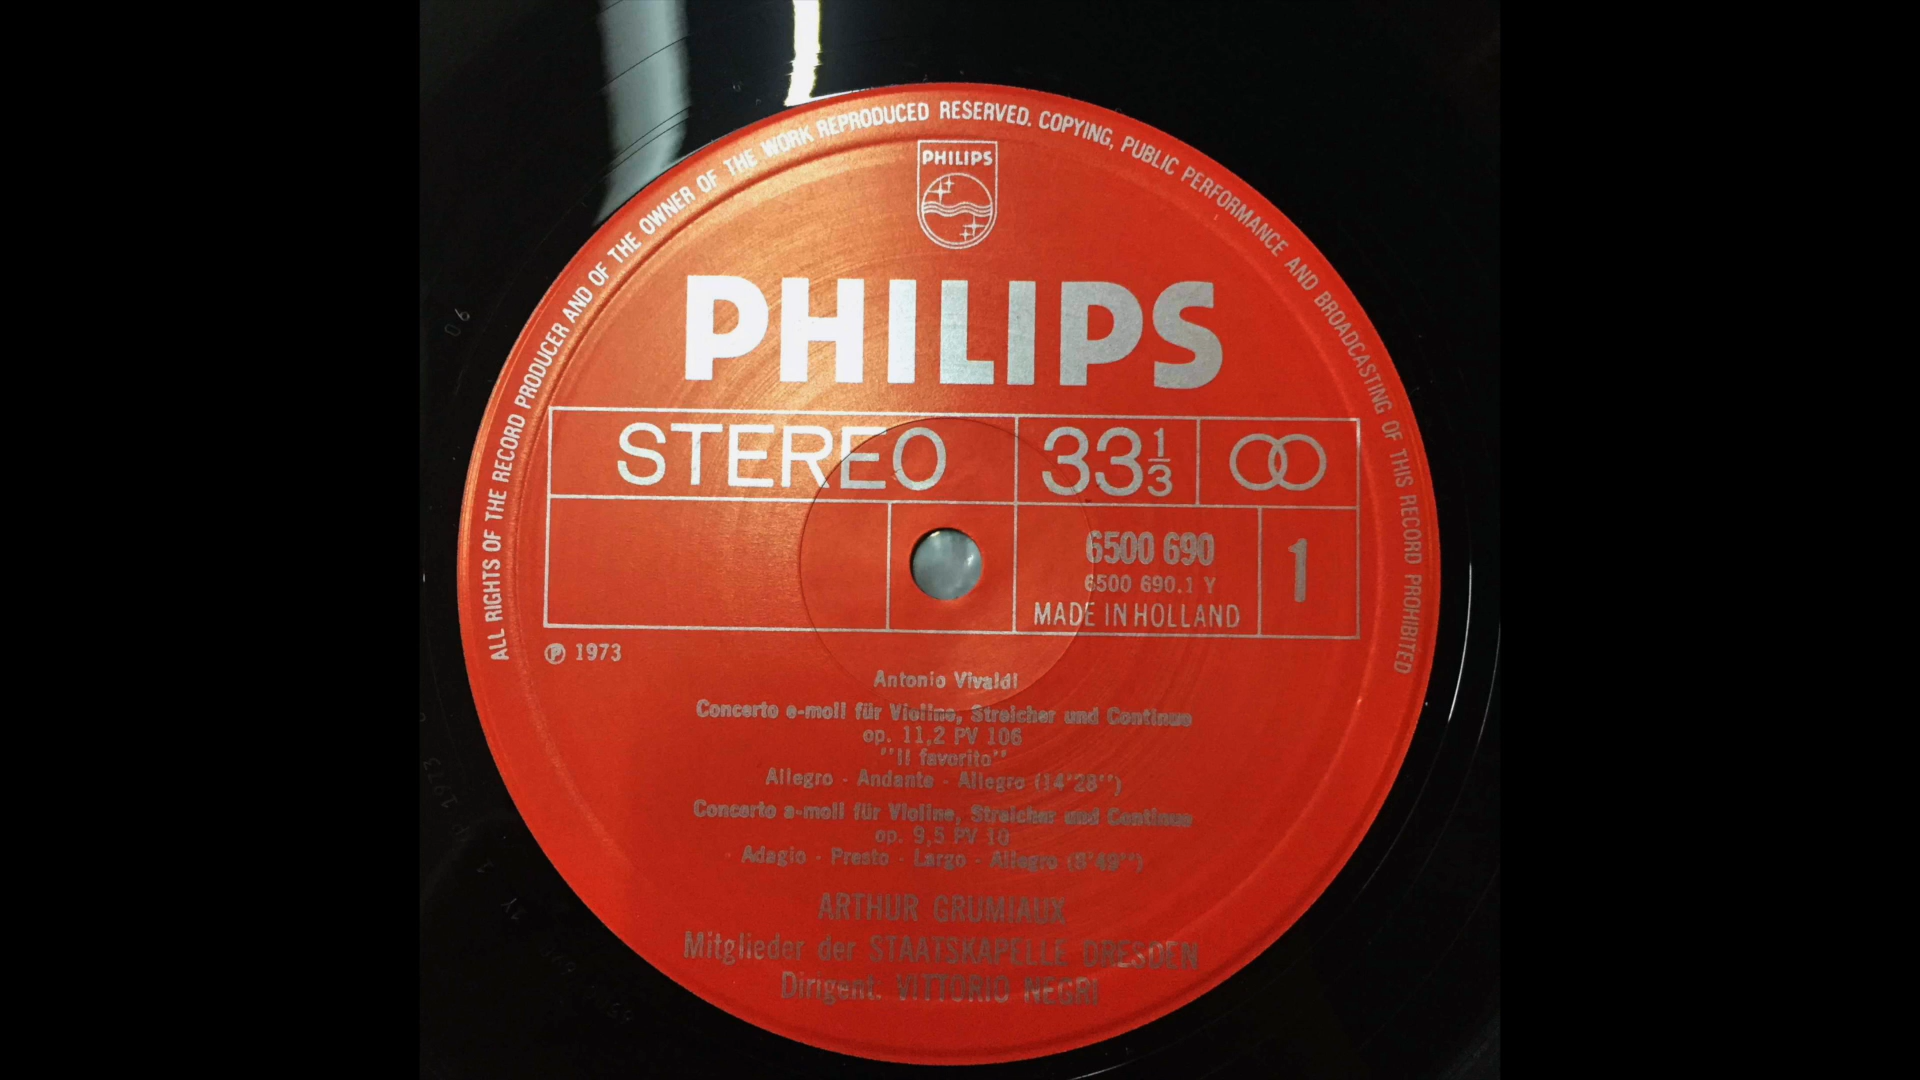 ALL RIGHTS OF THE RECORD PRODUCER AND OF THE OWNER OF THE WORK REPRODUCED RESERVED. COPYING, PUBLIC PERFORMANCE AND BROADCASTING OF THIS RECORD PROHIBITED
PHILIPS
PHILIPS
STEREO
33 1/3
6500 690
6500 690.1 Y
MADE IN HOLLAND
1
℗ 1973
Antonio Vivaldi
Concerto e-moll für Violine, Streicher und Continuo
op. 11,2 PV 106
"Il favorito"
Allegro - Andante - Allegro (14'28'')
Concerto a-moll für Violine, Streicher und Continuo
op. 9,5 PV 10
Adagio - Presto - Largo - Allegro (8'49'')
ARTHUR GRUMIAUX
Mitglieder der STAATSKAPELLE DRESDEN
Dirigent: VITTORIO NEGRI